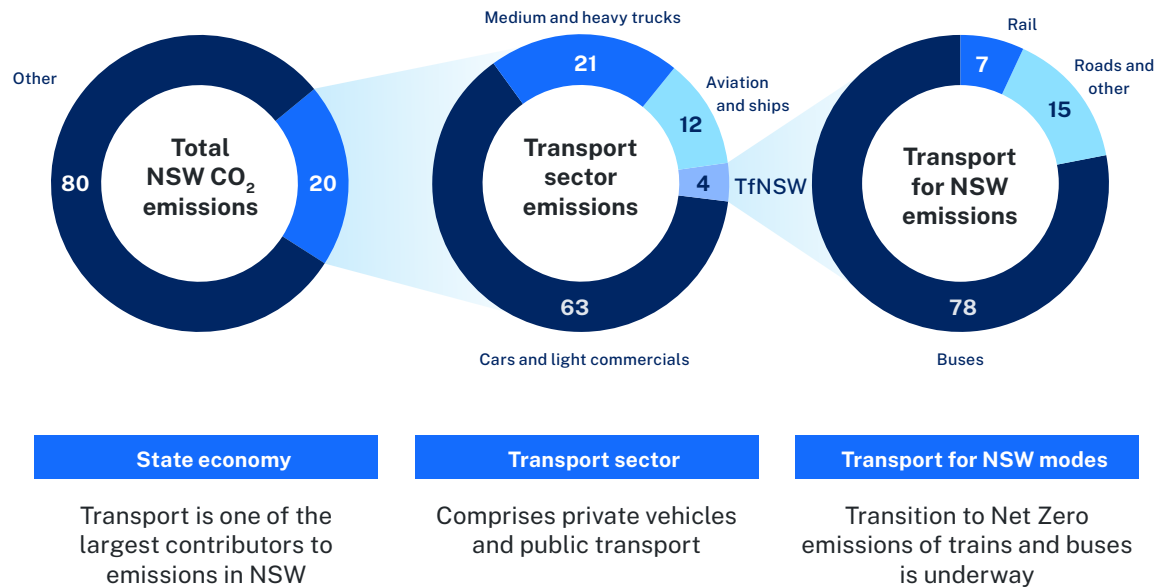 Other
80
20
Total
NSW CO₂
emissions
Medium and heavy trucks
21
Aviation
and ships
12
4
TfNSW
Transport
sector
emissions
63
Cars and light commercials
Rail
7
Roads and
other
15
Transport
for NSW
emissions
78
Buses
State economy
Transport is one of the
largest contributors to
emissions in NSW
Transport sector
Comprises private vehicles
and public transport
Transport for NSW modes
Transition to Net Zero
emissions of trains and buses
is underway